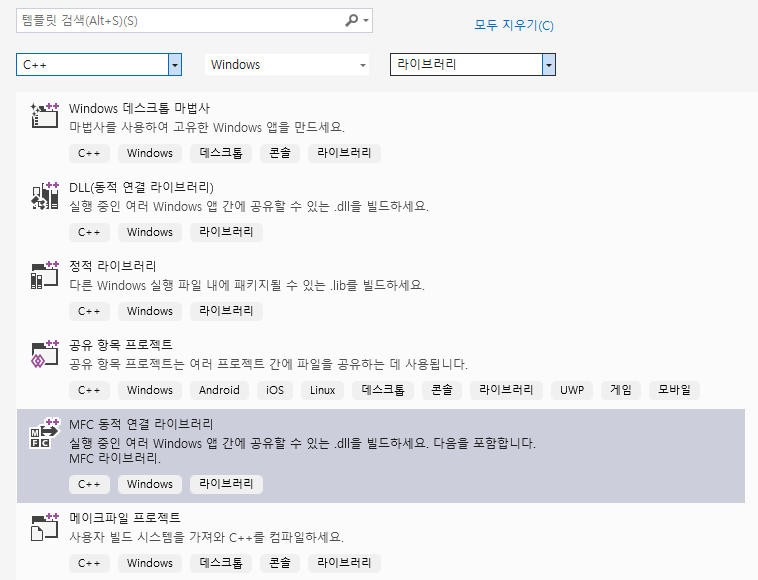 템플릿 검색(Alt+S)(S)
모두 지우기(C)
C++ Windows 라이브러리
Windows 데스크톱 마법사
마법사를 사용하여 고유한 Windows 앱을 만드세요.
C++ Windows 데스크톱 콘솔 라이브러리
DLL(동적 연결 라이브러리)
실행 중인 여러 Windows 앱 간에 공유할 수 있는 .dll을 빌드하세요.
C++ Windows 라이브러리
정적 라이브러리
다른 Windows 실행 파일 내에 패키지될 수 있는 .lib를 빌드하세요.
C++ Windows 라이브러리
공유 항목 프로젝트
공유 항목 프로젝트는 여러 프로젝트 간에 파일을 공유하는 데 사용됩니다.
C++ Windows Android iOS Linux 데스크톱 콘솔 라이브러리 UWP 게임 모바일
MFC 동적 연결 라이브러리
실행 중인 여러 Windows 앱 간에 공유할 수 있는 .dll을 빌드하세요. 다음을 포함합니다.
MFC 라이브러리.
C++ Windows 라이브러리
메이크파일 프로젝트
사용자 빌드 시스템을 가져와 C++를 컴파일하세요.
C++ Windows 데스크톱 콘솔 라이브러리